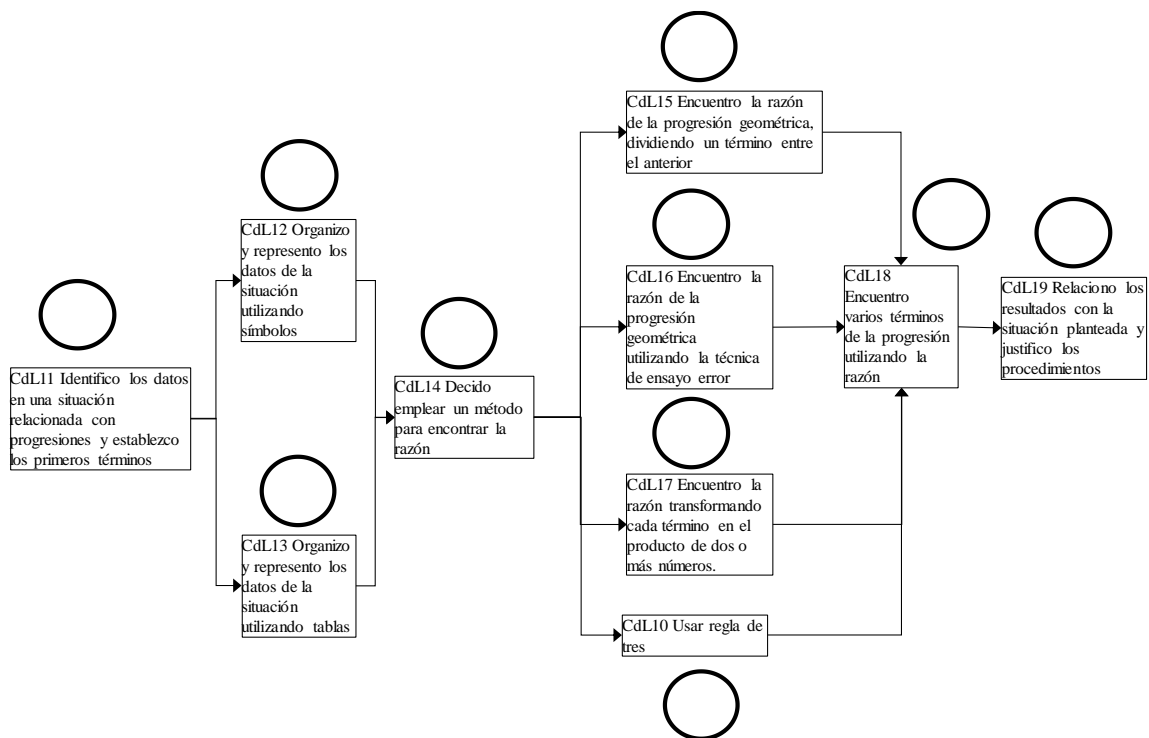 CdL15 Encuentro la razón
de la progresión geométrica,
dividiendo un término entre
el anterior
CdL12 Organizo
y represento los
datos de la
situación
utilizando
símbolos
CdL16 Encuentro la
razón de la
progresión
geométrica
utilizando la técnica
de ensayo error
CdL18
Encuentro
varios términos
de la progresión
utilizando la
razón
CdL19 Relaciono los
resultados con la
situación planteada y
justifico los
procedimientos
CdL11 Identifico los datos
en una situación
relacionada con
progresiones y establezco
los primeros términos
CdL14 Decido
emplear un método
para encontrar la
razón
CdL17 Encuentro la
razón transformando
cada término en el
producto de dos o
más números.
CdL13 Organizo
y represento los
datos de la
situación
utilizando tablas
CdL10 Usar regla de
tres